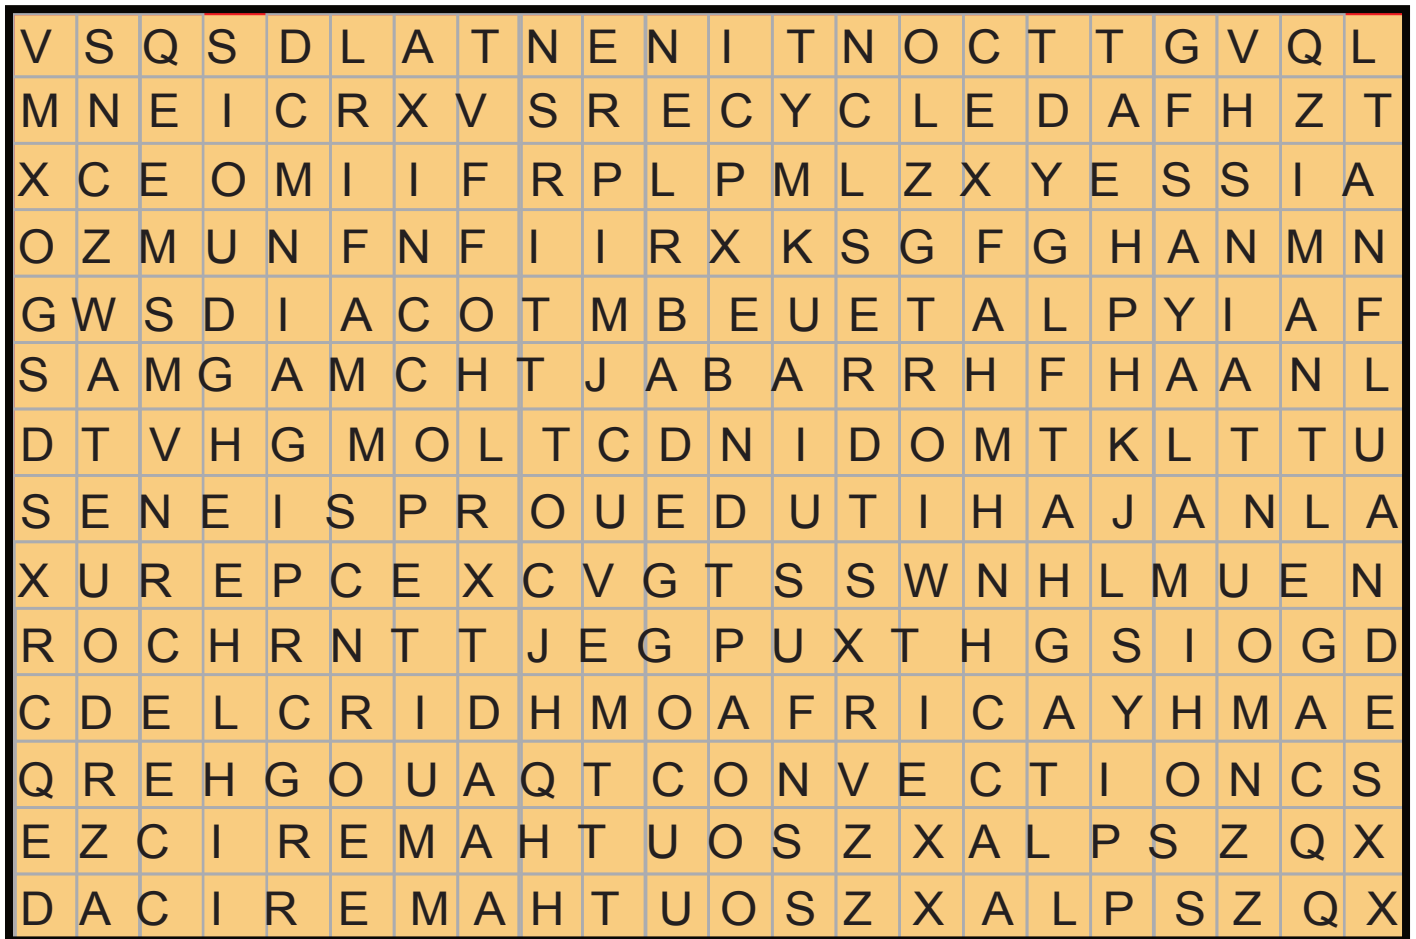 V S Q S D L A T N E N I T N O C T T G V Q L
M N E I C R X V S R E C Y C L E D A F H Z T
X C E O M I I F R P L P M L Z X Y E S S I A
O Z M U N F N F I I R X K S G F G H A N M N
G W S D I A C O T M B E U E T A L P Y I A F
S A M G A M C H T J A B A R R H F H A A N L
D T V H G M O L T C D N I D O M T K L T T U
S E N E I S P R O U E D U T I H A J A N L A
X U R E P C E X C V G T S S W N H L M U E N
R O C H R N T T J E G P U X T H G S I O G D
C D E L C R I D H M O A F R I C A Y H M A E
Q R E H G O U A Q T C O N V E C T I O N C S
E Z C I R E M A H T U O S Z X A L P S Z Q X
D A C I R E M A H T U O S Z X A L P S Z Q X